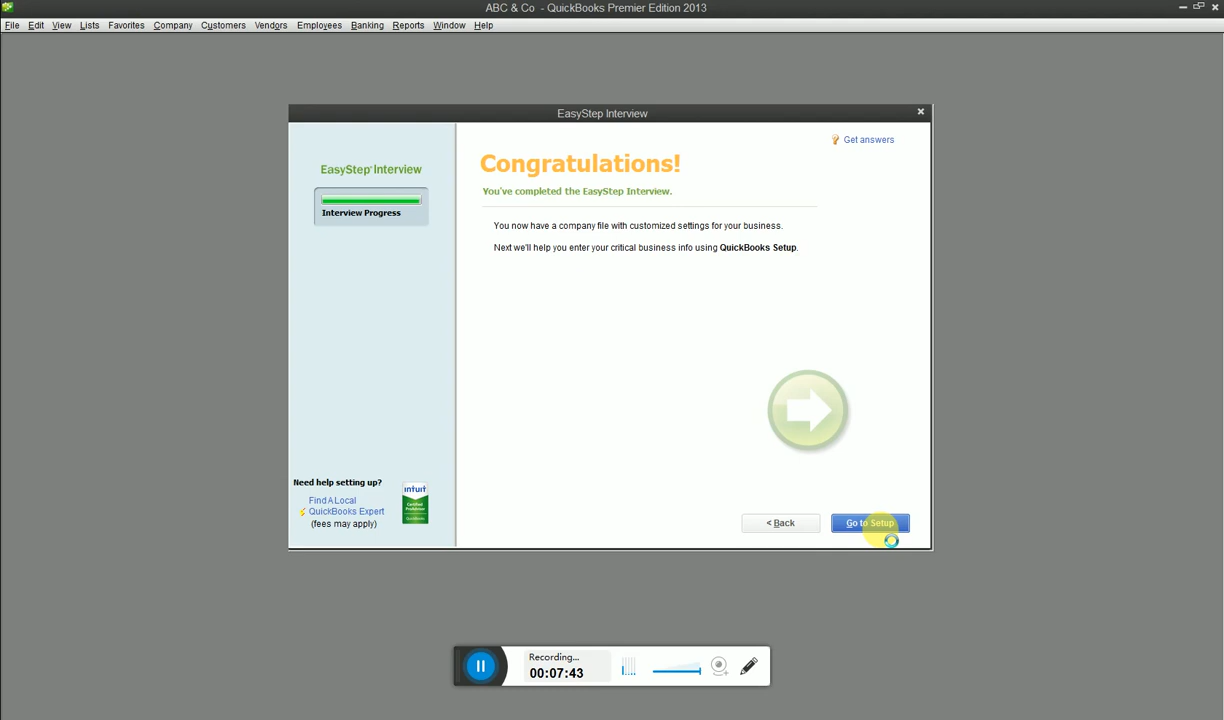 ABC & Co - QuickBooks Premier Edition 2013
File Edit View Lists Favorites Company Customers Vendors Employees Banking Reports Window Help
EasyStep Interview
Get answers
EasyStep Interview
Interview Progress
Congratulations!
You've completed the EasyStep Interview.
You now have a company file with customized settings for your business.
Next we'll help you enter your critical business info using QuickBooks Setup.
Need help setting up?
Find A Local
QuickBooks Expert
(fees may apply)
intuit
< Back
Go to Setup
Recording...
00:07:43